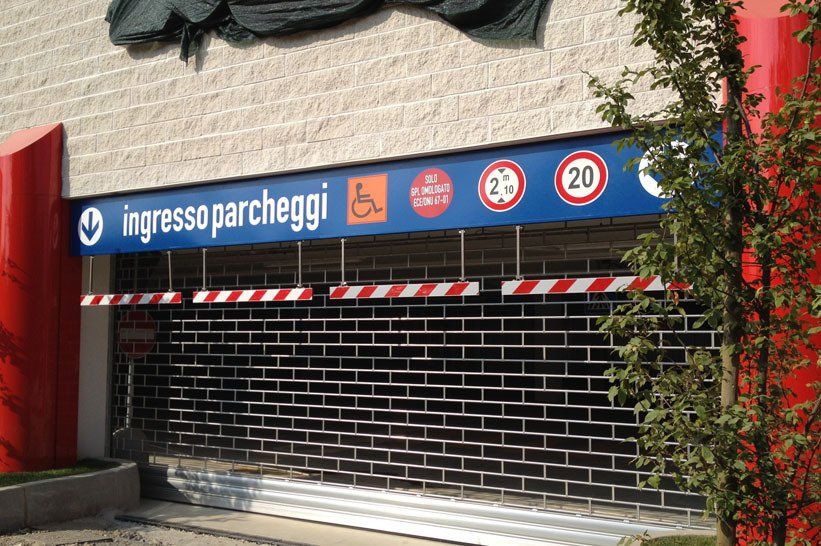 ingresso parcheggi
SOLO
GPL OMOLOGATO
ECE/ONU 67-01
2 m .10
20